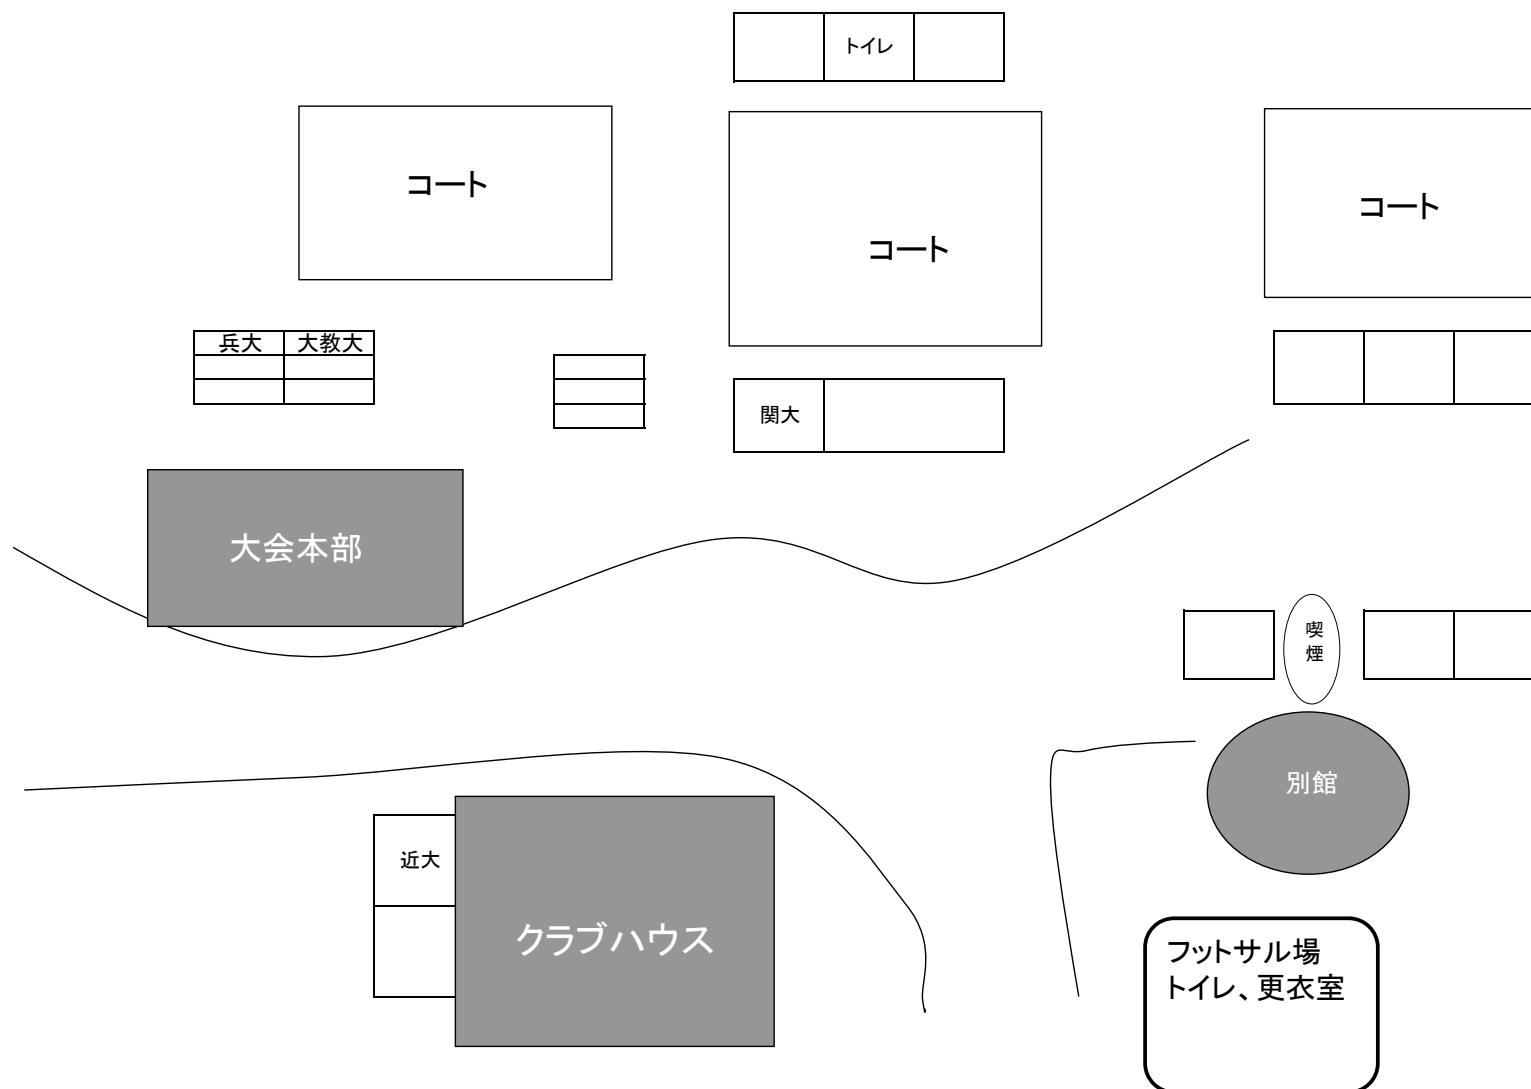 トイレ
コート
コート
コート
兵大 大教大
関大
大会本部
喫
煙
別館
近大
クラブハウス
フットサル場
トイレ、更衣室